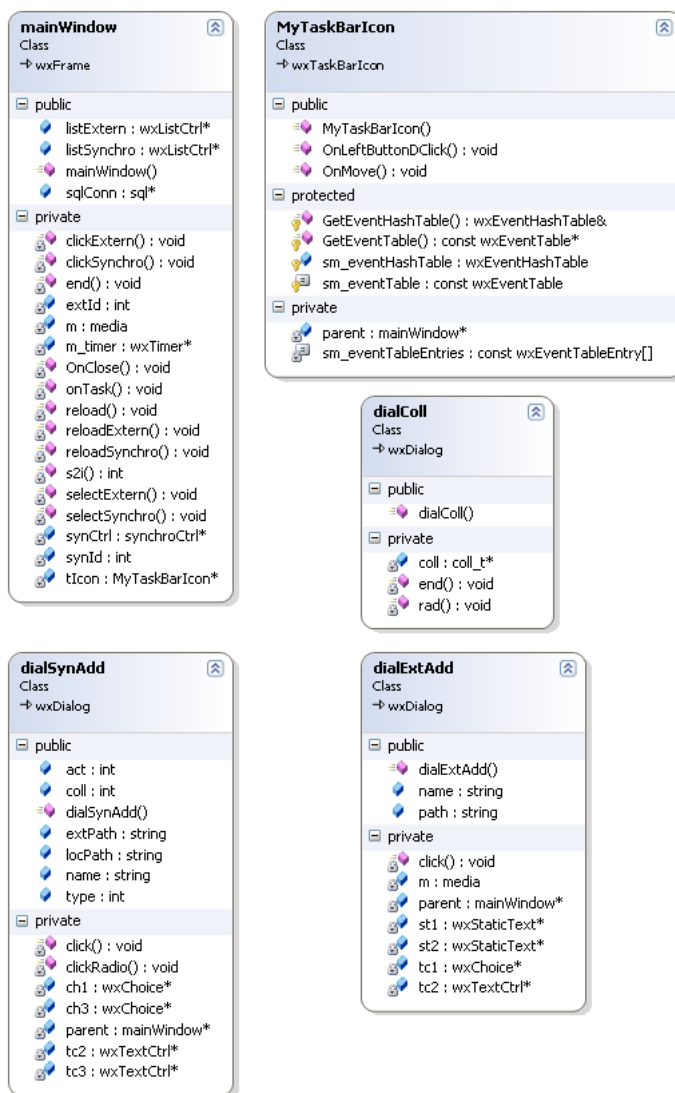 mainWindow
Class
wxFrame
public
listExtern : wxListCtrl*
listSynchro : wxListCtrl*
mainWindow()
sqlConn : sql*
private
clickExtern() : void
clickSynchro() : void
end() : void
extId : int
m : media
m_timer : wxTimer*
OnClose() : void
onTask() : void
reload() : void
reloadExtern() : void
reloadSynchro() : void
s2i() : int
selectExtern() : void
selectSynchro() : void
synCtrl : synchroCtrl*
synId : int
tIcon : MyTaskBarIcon*
MyTaskBarIcon
Class
wxTaskBarIcon
public
MyTaskBarIcon()
OnLeftButtonDClick() : void
OnMove() : void
protected
GetEventHashTable() : wxEventHashTable&
GetEventTable() : const wxEventTable*
sm_eventHashTable : wxEventHashTable
sm_eventTable : const wxEventTable
private
parent : mainWindow*
sm_eventTableEntries : const wxEventTableEntry[]
dialColl
Class
wxDialog
public
dialColl()
private
coll : coll_t*
end() : void
rad() : void
dialSynAdd
Class
wxDialog
public
act : int
coll : int
dialSynAdd()
extPath : string
locPath : string
name : string
type : int
private
click() : void
clickRadio() : void
ch1 : wxChoice*
ch3 : wxChoice*
parent : mainWindow*
tc2 : wxTextCtrl*
tc3 : wxTextCtrl*
dialExtAdd
Class
wxDialog
public
dialExtAdd()
name : string
path : string
private
click() : void
m : media
parent : mainWindow*
st1 : wxStaticText*
st2 : wxStaticText*
tc1 : wxChoice*
tc2 : wxTextCtrl*